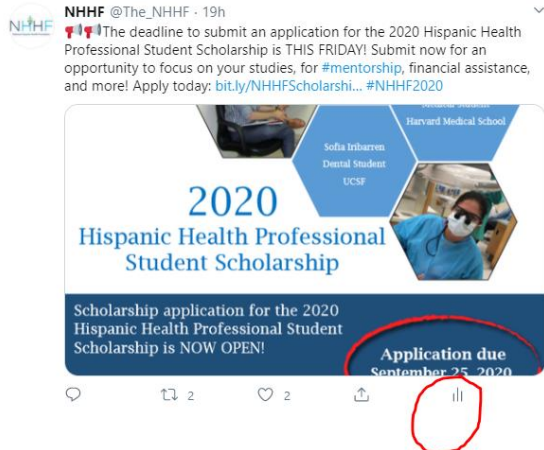 NHHF
NHHF @The_NHHF · 19h
The deadline to submit an application for the 2020 Hispanic Health
Professional Student Scholarship is THIS FRIDAY! Submit now for an
opportunity to focus on your studies, for #mentorship, financial assistance,
and more! Apply today: bit.ly/NHHFScholarshi... #NHHF2020
Medical Student
Harvard Medical School
Sofia Iribarren
Dental Student
UCSF
2020
Hispanic Health Professional
Student Scholarship
Scholarship application for the 2020
Hispanic Health Professional Student
Scholarship is NOW OPEN!
Application due
September 25, 2020
2
2